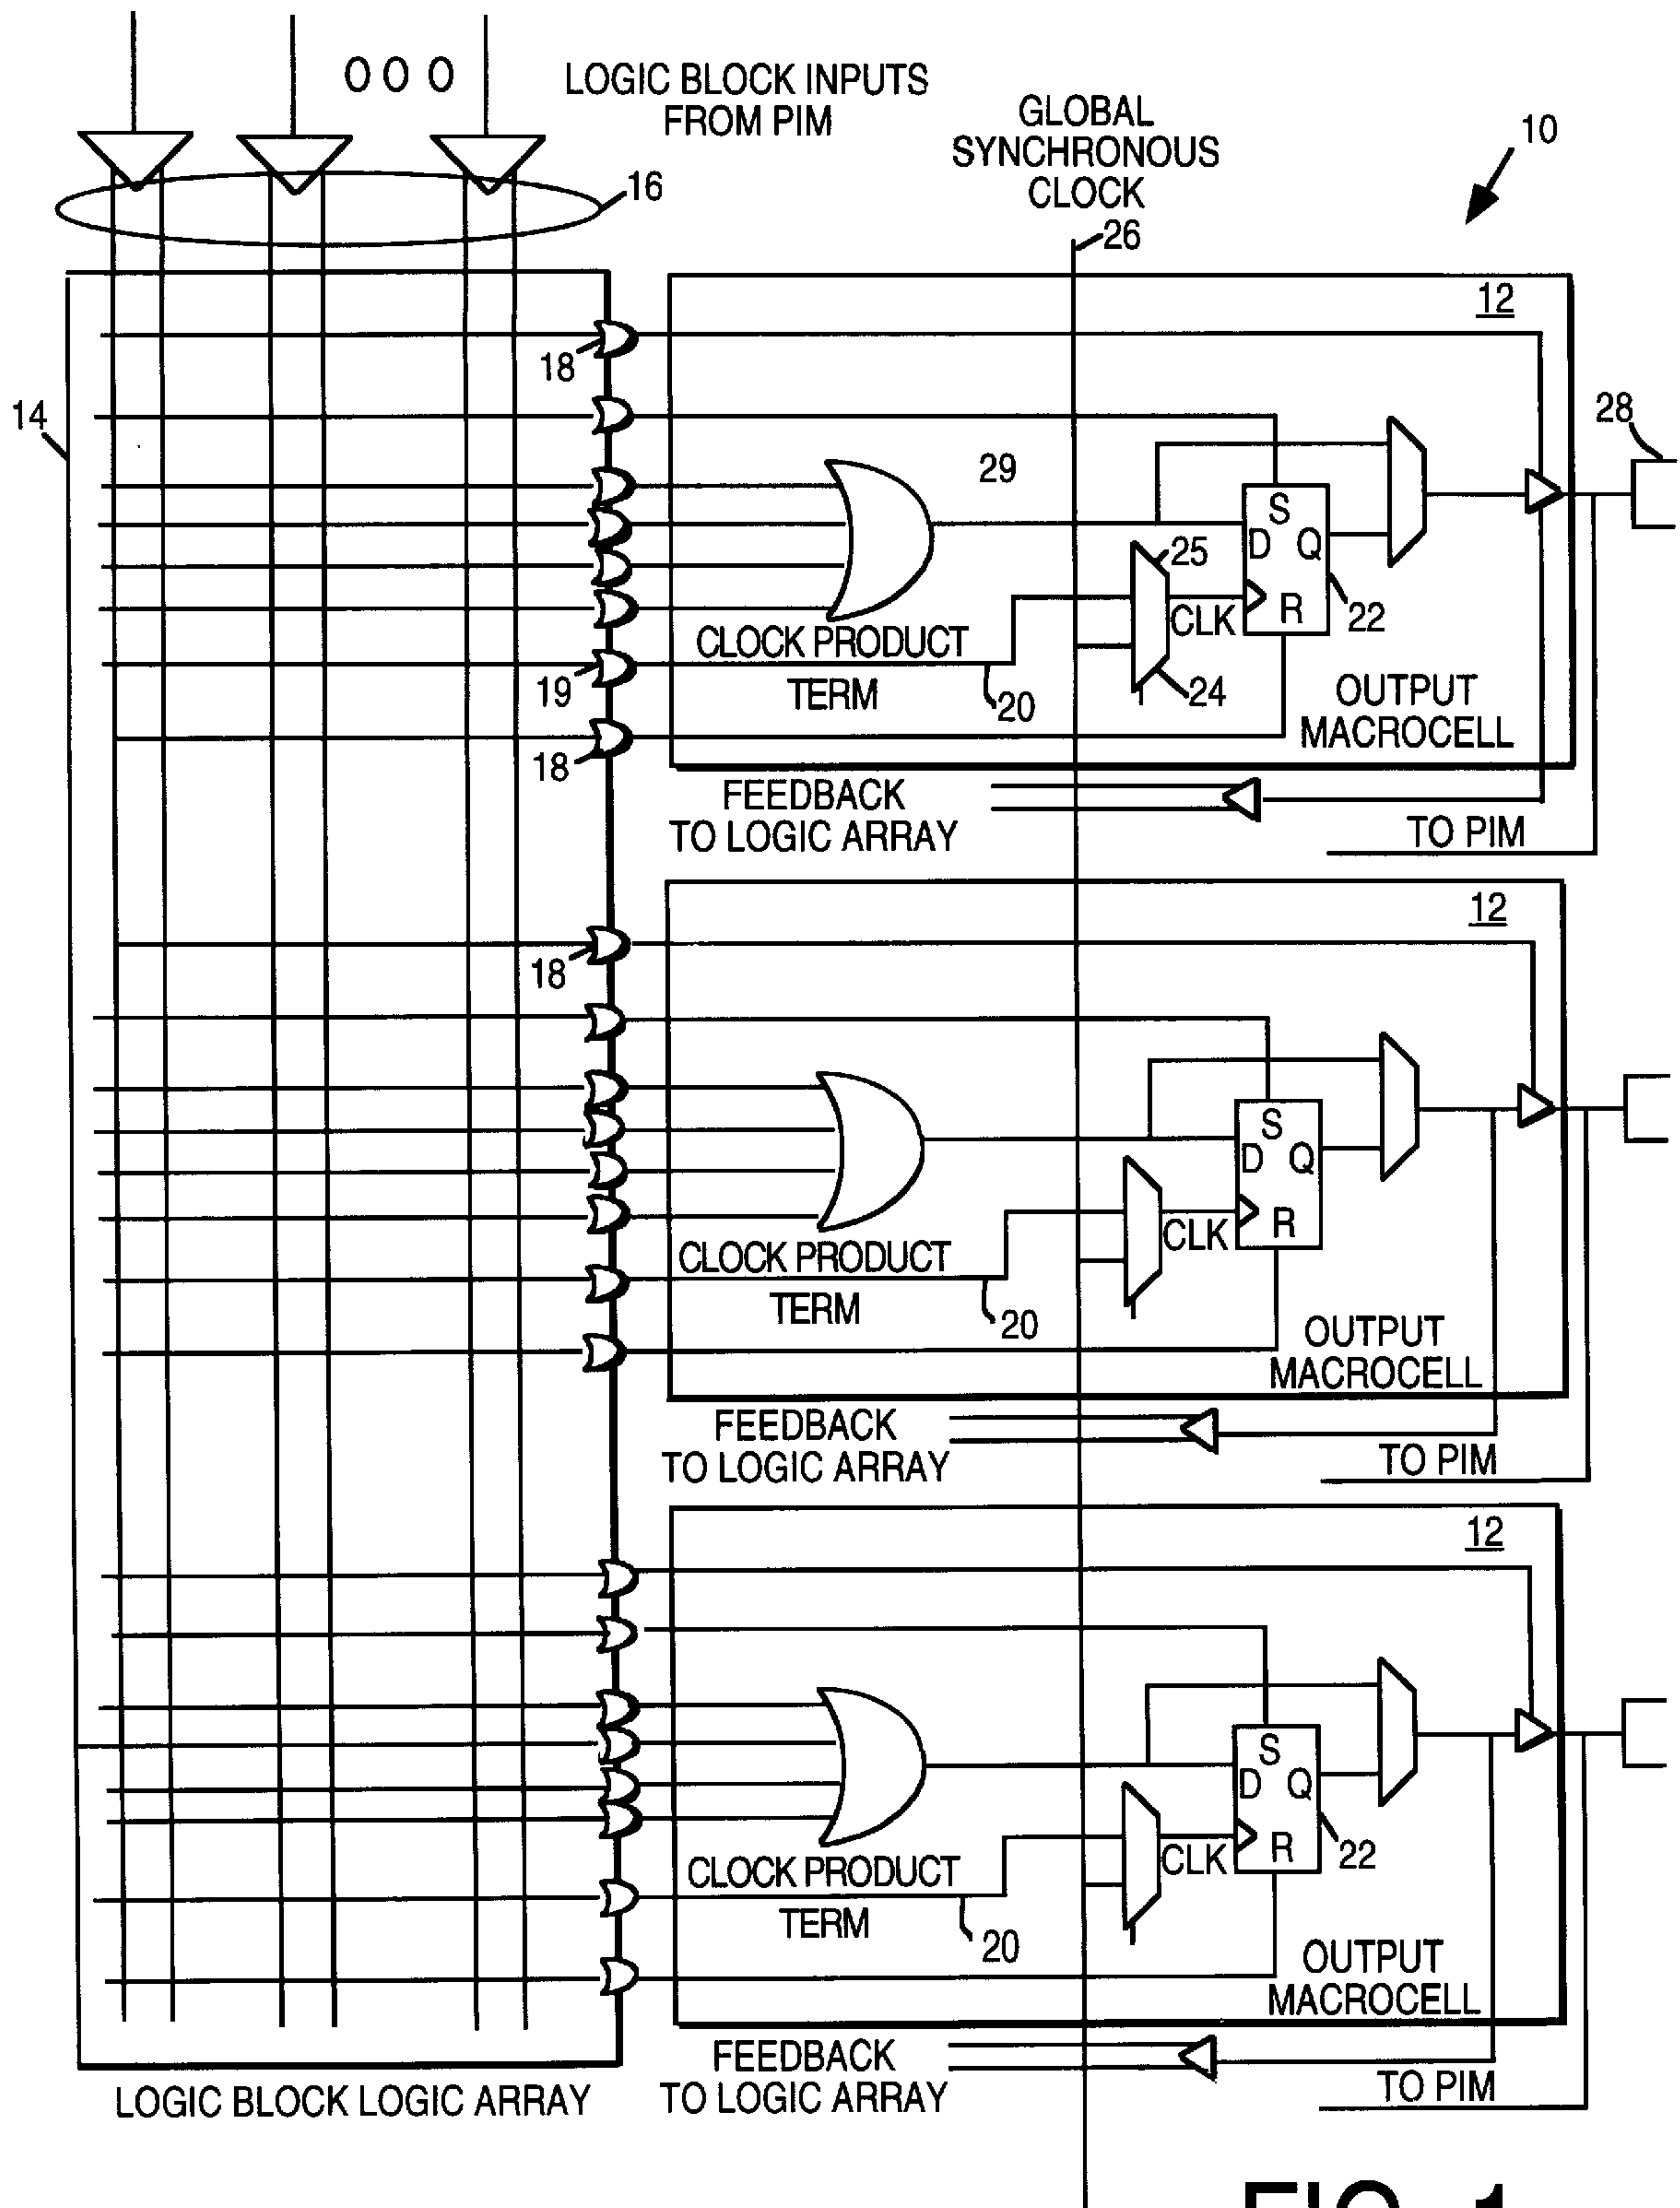 O O O
LOGIC BLOCK INPUTS
FROM PIM
GLOBAL
SYNCHRONOUS
CLOCK
10
16
26
12
18
14
28
29
S
D Q
25
CLK
R
22
CLOCK PRODUCT
TERM
19
20
24
OUTPUT
MACROCELL
18
FEEDBACK
TO LOGIC ARRAY
TO PIM
12
18
S
D Q
CLK
R
CLOCK PRODUCT
TERM
20
OUTPUT
MACROCELL
FEEDBACK
TO LOGIC ARRAY
TO PIM
12
S
D Q
CLK
R
22
CLOCK PRODUCT
TERM
20
OUTPUT
MACROCELL
FEEDBACK
TO LOGIC ARRAY
TO PIM
LOGIC BLOCK LOGIC ARRAY
FIG. 1